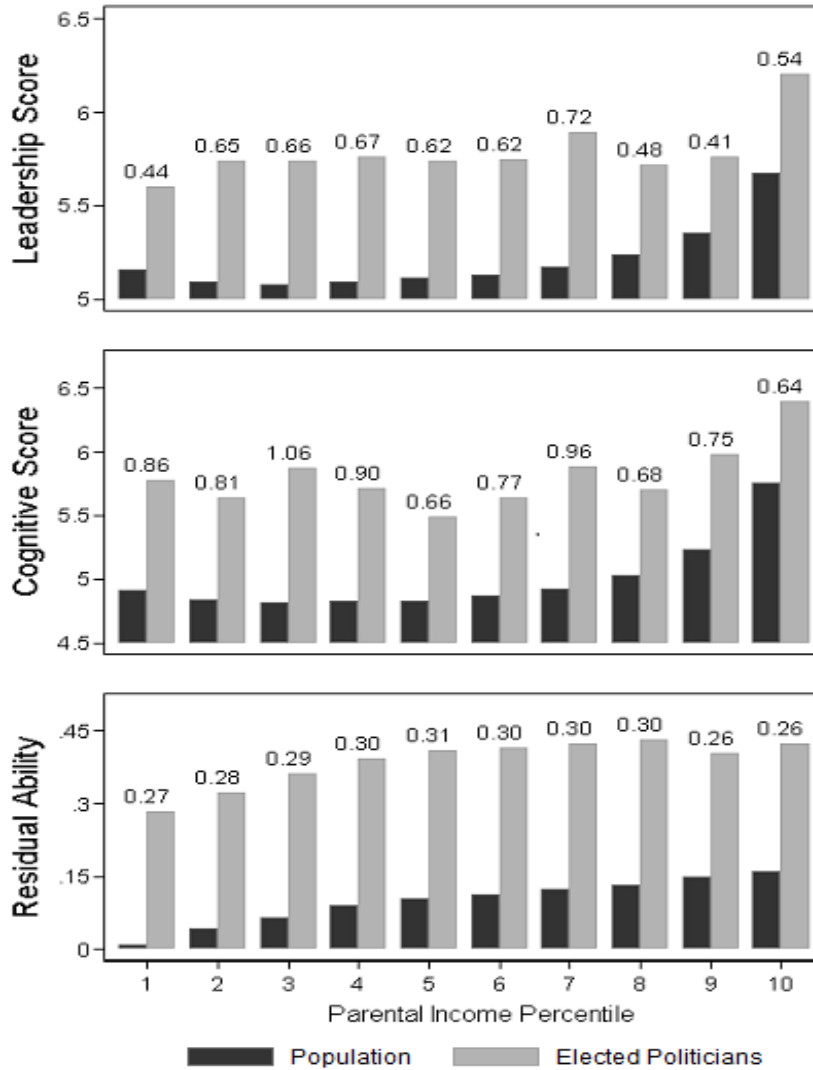 Leadership Score
6.5
6
5.5
5
0.44 0.65 0.66 0.67 0.62 0.62 0.72 0.48 0.41 0.54
Cognitive Score
6.5
6
5.5
5
4.5
0.86 0.81 1.06 0.90 0.66 0.77 0.96 0.68 0.75 0.64
Residual Ability
.45
.3
.15
0
0.27 0.28 0.29 0.30 0.31 0.30 0.30 0.30 0.26 0.26
1 2 3 4 5 6 7 8 9 10
Parental Income Percentile
Population Elected Politicians